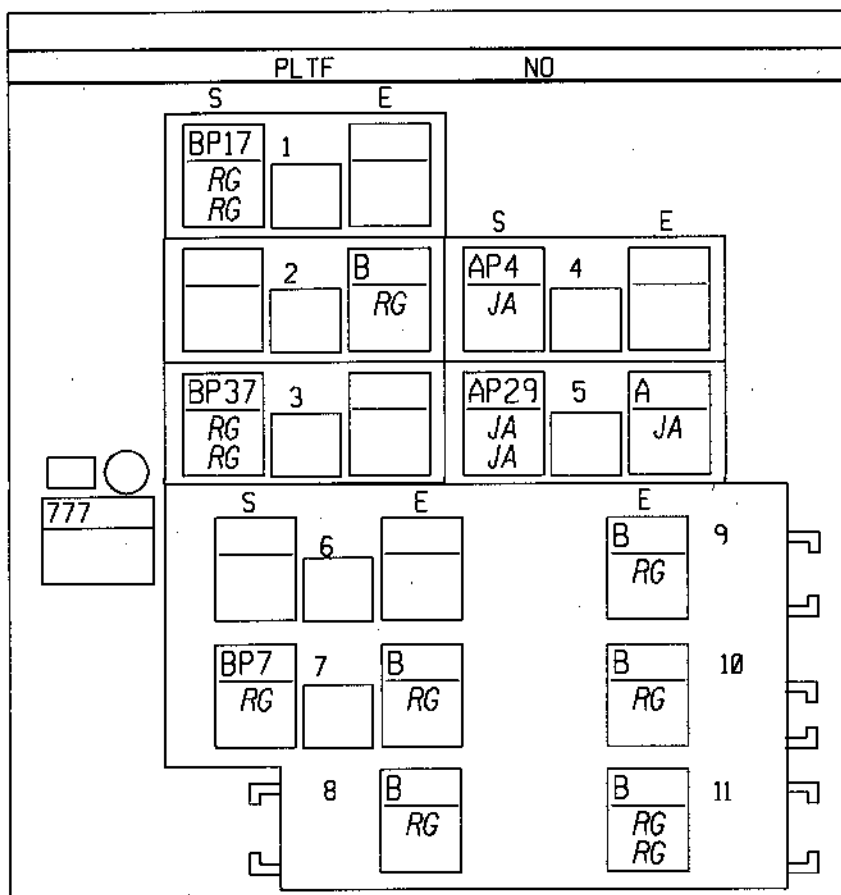 PLTF NO
S E
BP17 1
RG
RG
S E
2 B AP4 4
RG JA
BP37 3 AP29 5 A
RG JA JA
RG JA
777
S E E
6 B 9
RG
BP7 7 B B 10
RG RG RG
8 B B 11
RG RG
RG